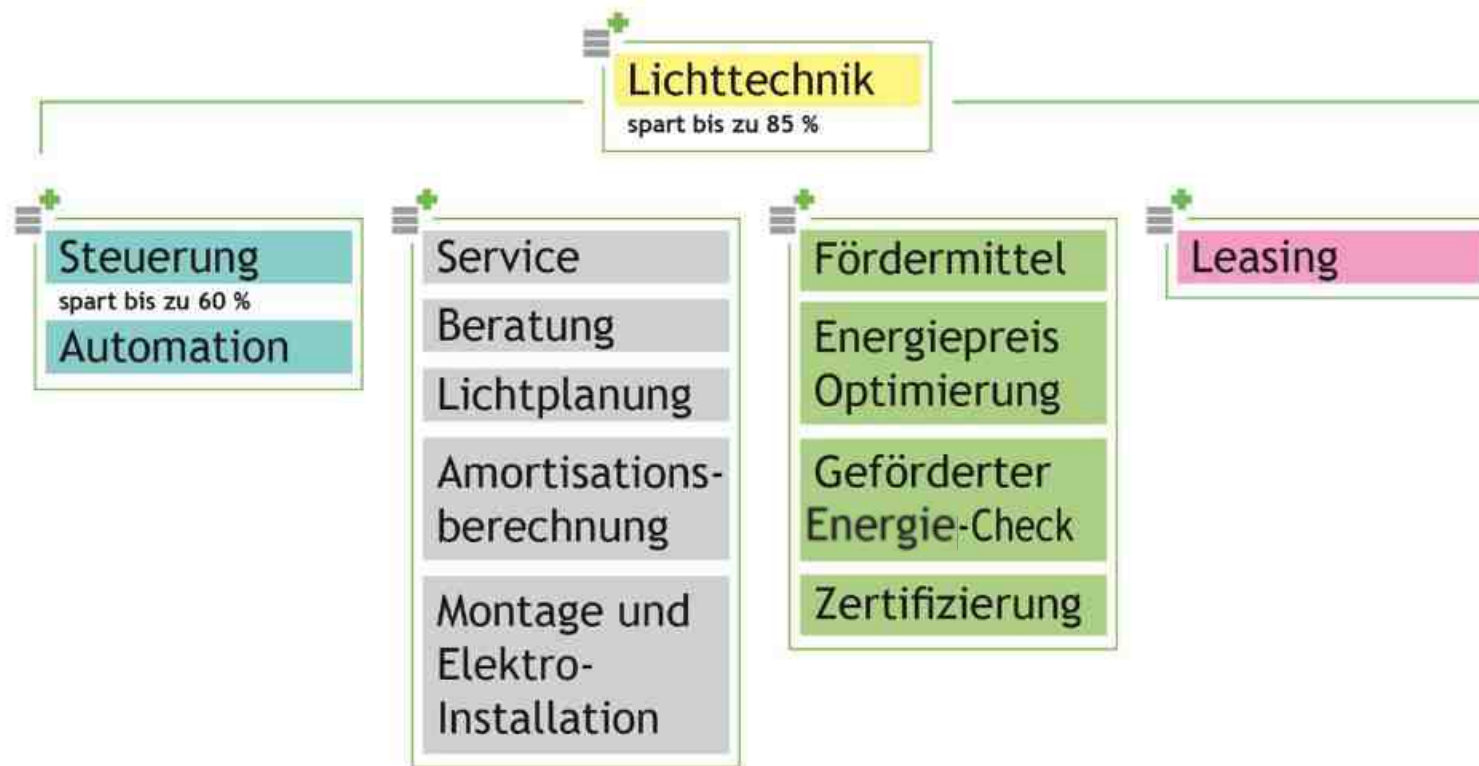 Lichttechnik
spart bis zu 85 %
Steuerung
spart bis zu 60 %
Automation
Service
Beratung
Lichtplanung
Amortisations-
berechnung
Montage und
Elektro-
Installation
Fördermittel
Energiepreis
Optimierung
Geförderter
Energie-Check
Zertifizierung
Leasing